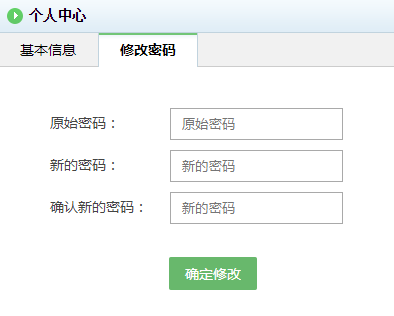 个人中心
基本信息 修改密码
原始密码： 原始密码
新的密码： 新的密码
确认新的密码： 新的密码
确定修改